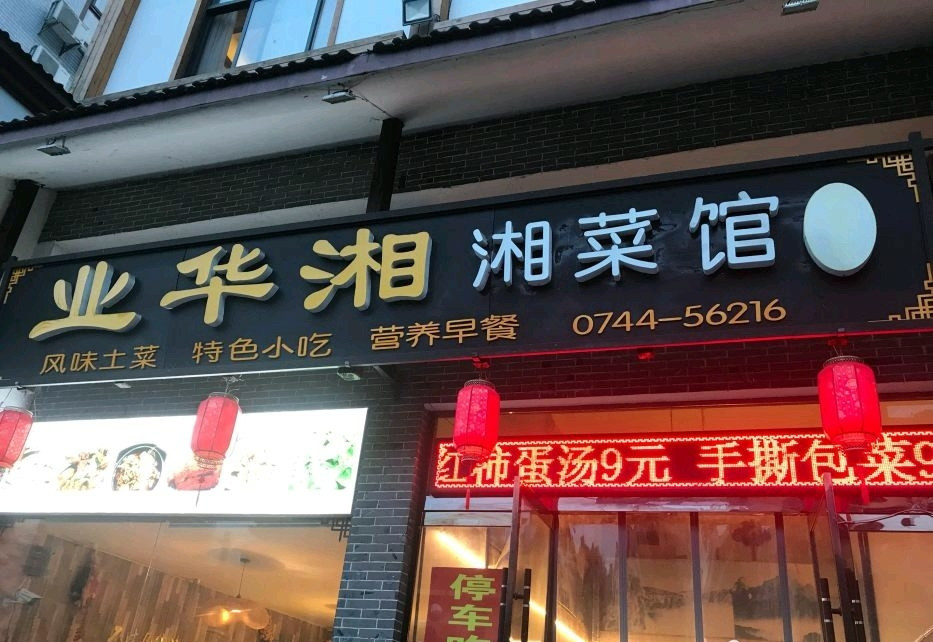 业华湘 湘菜馆
风味土菜 特色小吃 营养早餐 0744-56216
红柿蛋汤9元 手撕包菜9
停车